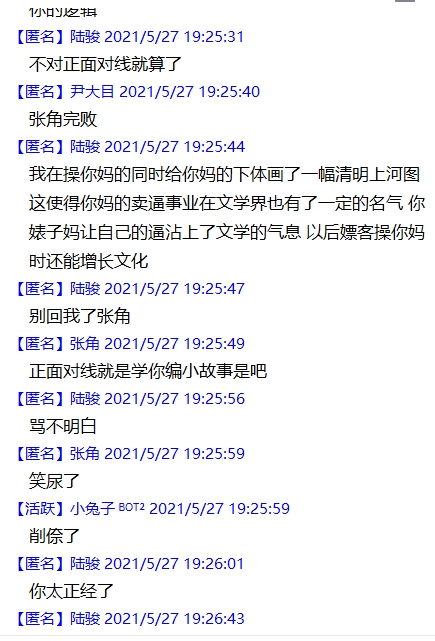 你的逻辑
【匿名】陆骏 2021/5/27 19:25:31
不对正面对线就算了
【匿名】尹大目 2021/5/27 19:25:40
张角完败
【匿名】陆骏 2021/5/27 19:25:44
我在操你妈的同时给你妈的下体画了一幅清明上河图
这使得你妈的卖逼事业在文学界也有了一定的名气 你
婊子妈让自己的逼沾上了文学的气息 以后嫖客操你妈
时还能增长文化
【匿名】陆骏 2021/5/27 19:25:47
别回我了张角
【匿名】张角 2021/5/27 19:25:49
正面对线就是学你编小故事是吧
【匿名】陆骏 2021/5/27 19:25:56
骂不明白
【匿名】张角 2021/5/27 19:25:59
笑尿了
【活跃】小兔子 BOT2 2021/5/27 19:25:59
削倷了
【匿名】陆骏 2021/5/27 19:26:01
你太正经了
【匿名】陆骏 2021/5/27 19:26:43